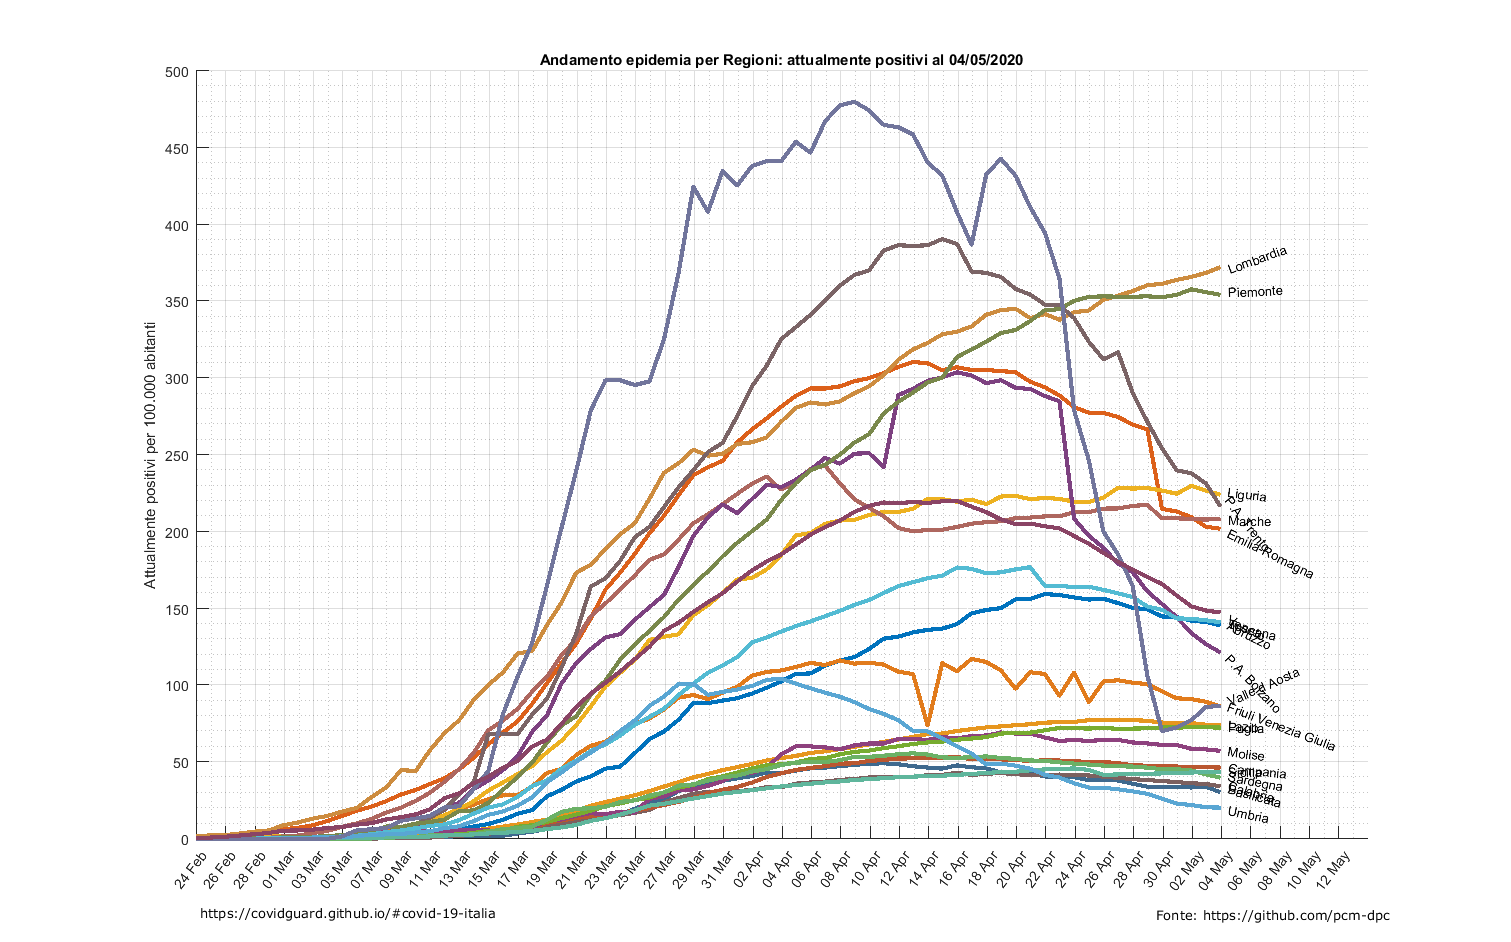 Andamento epidemia per Regioni: attualmente positivi al 04/05/2020
Attualmente positivi per 100.000 abitanti
500
450
400
350
300
250
200
150
100
50
0
Lombardia
Piemonte
Liguria
P.A. Trento
Marche
Emilia-Romagna
Toscana
Abruzzo
P.A. Bolzano
Valle d Aosta
Friuli Venezia Giulia
Lazio
Puglia
Molise
Campania
Sicilia
Sardegna
Calabria
Basilicata
Umbria
24 Feb
26 Feb
28 Feb
01 Mar
03 Mar
05 Mar
07 Mar
09 Mar
11 Mar
13 Mar
15 Mar
17 Mar
19 Mar
21 Mar
23 Mar
25 Mar
27 Mar
29 Mar
31 Mar
02 Apr
04 Apr
06 Apr
08 Apr
10 Apr
12 Apr
14 Apr
16 Apr
18 Apr
20 Apr
22 Apr
24 Apr
26 Apr
28 Apr
30 Apr
02 May
04 May
06 May
08 May
10 May
12 May
https://covidguard.github.io/#covid-19-italia
Fonte: https://github.com/pcm-dpc